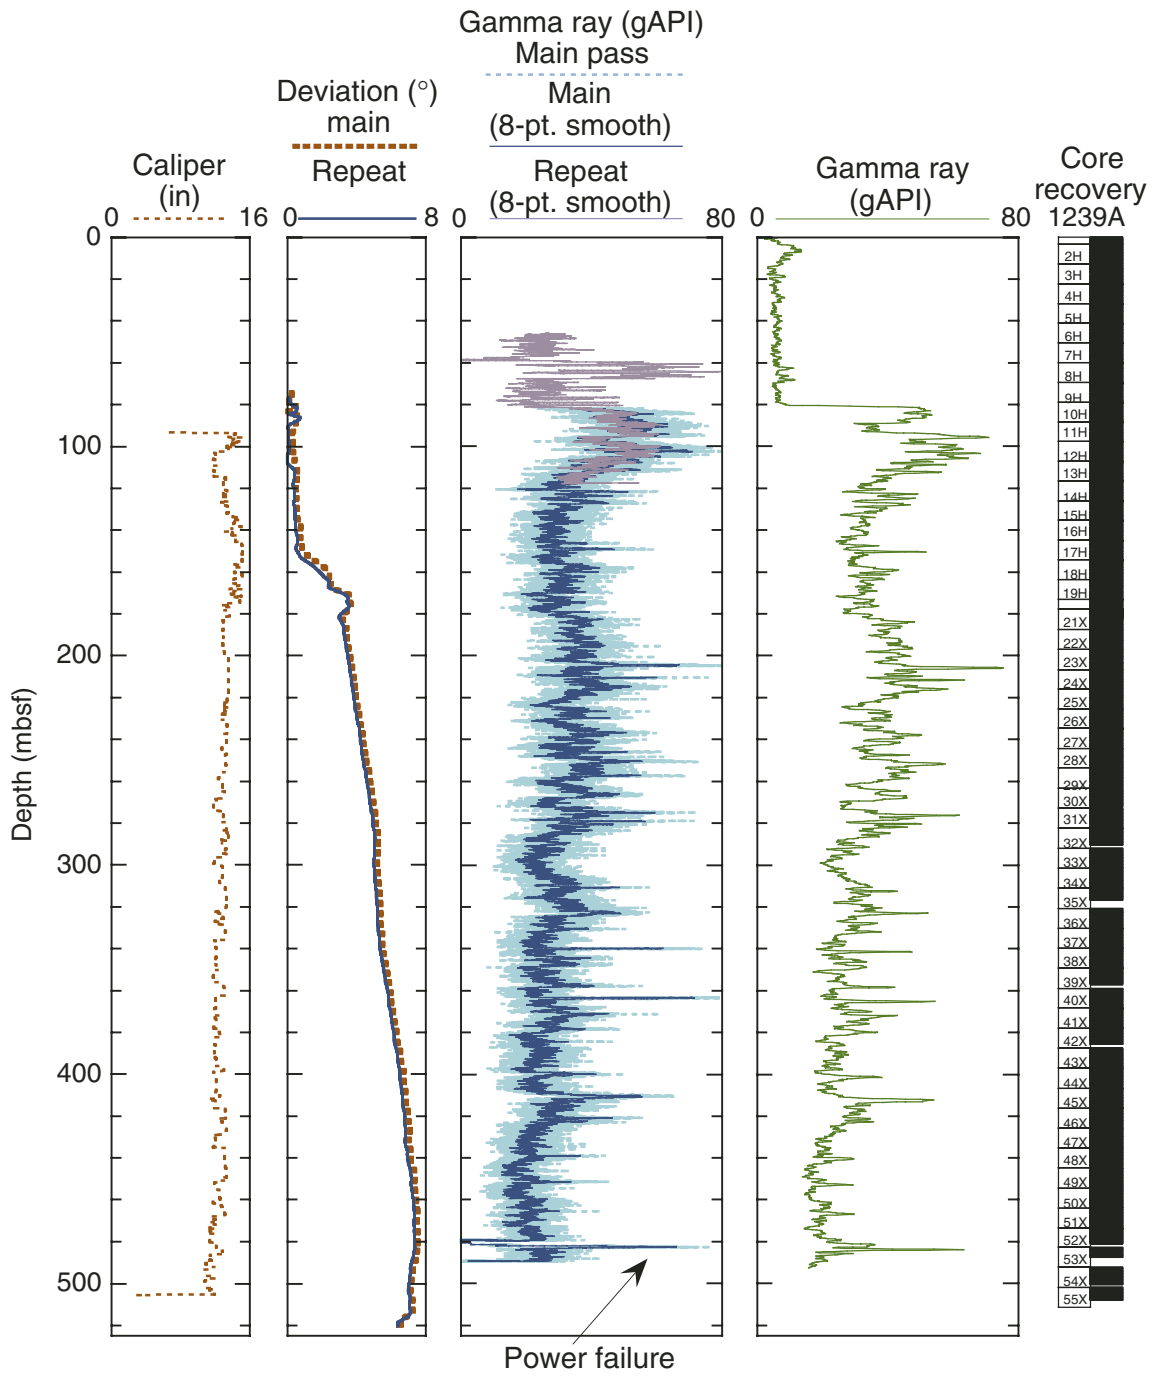 Gamma ray (gAPI)
Main pass
Deviation (°)
main
Main
(8-pt. smooth)
Caliper
(in)
Repeat
Repeat
(8-pt. smooth)
Gamma ray
(gAPI)
Core
recovery
1239A
0 16 0 8 0 80 0 80
Depth (mbsf)
0
100
200
300
400
500
2H
3H
4H
5H
6H
7H
8H
9H
10H
11H
12H
13H
14H
15H
16H
17H
18H
19H
21X
22X
23X
24X
25X
26X
27X
28X
29X
30X
31X
32X
33X
34X
35X
36X
37X
38X
39X
40X
41X
42X
43X
44X
45X
46X
47X
48X
49X
50X
51X
52X
53X
54X
55X
Power failure